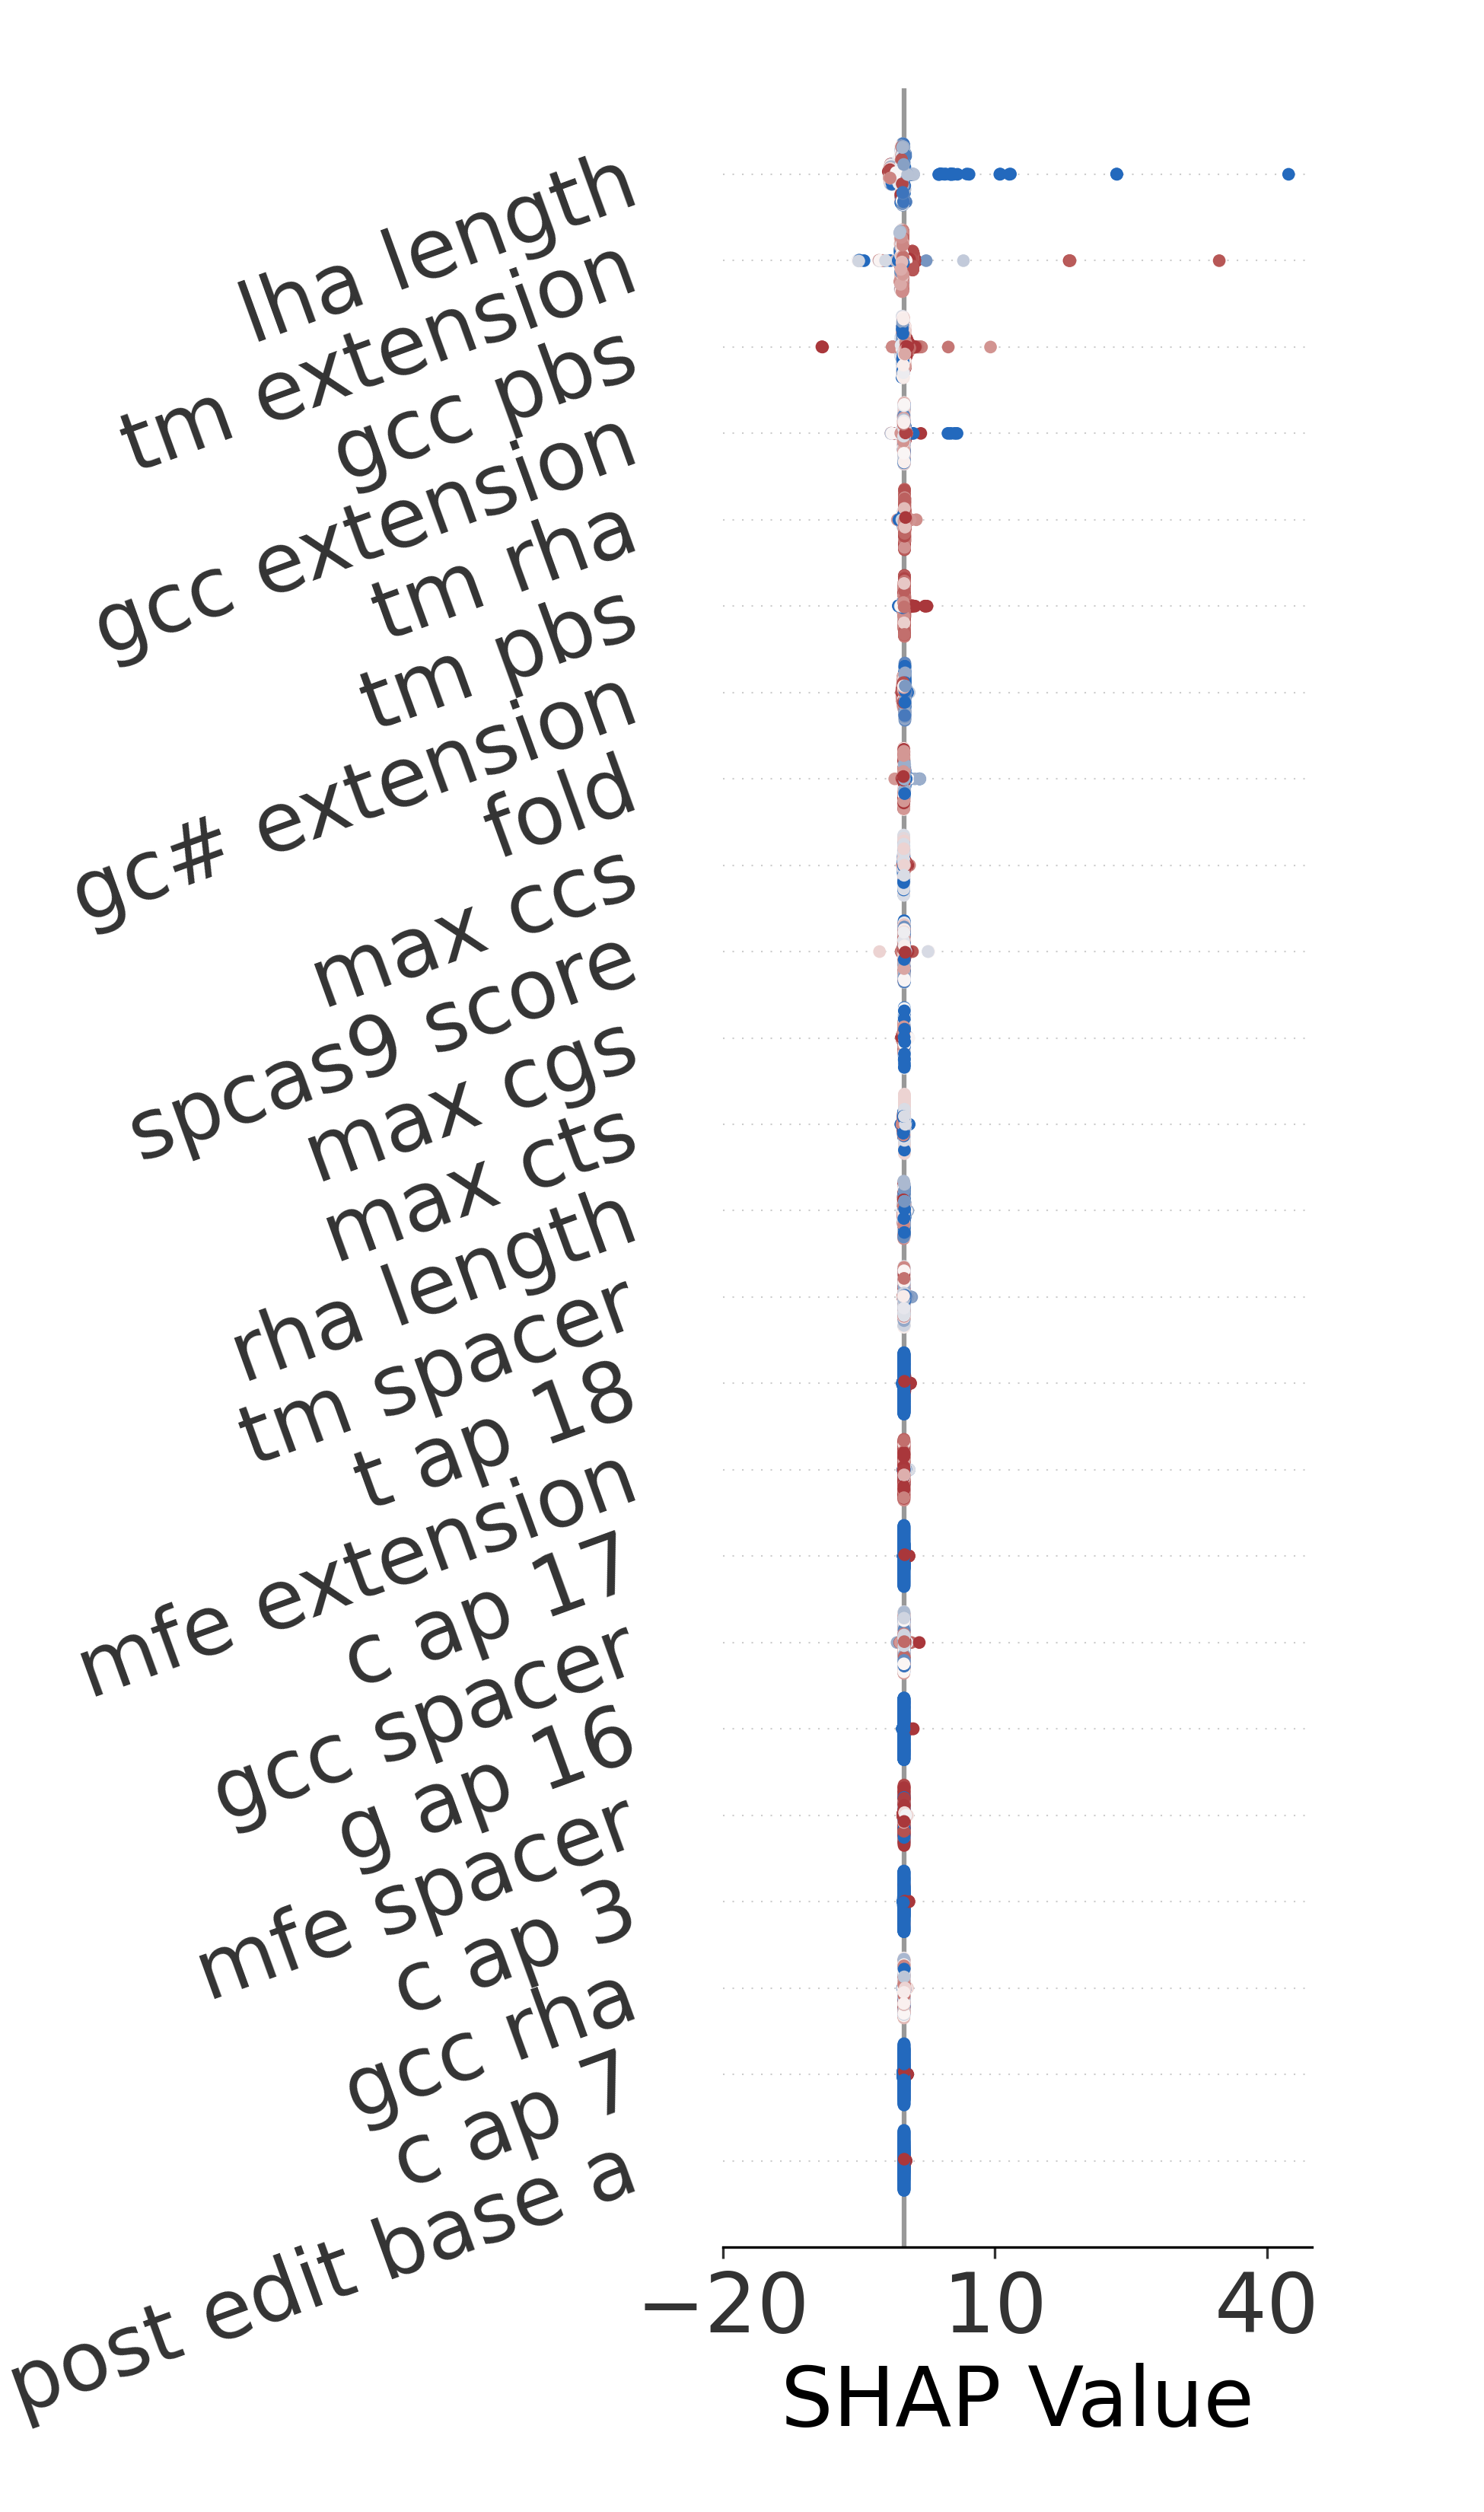 lha length
tm extension
gcc pbs
gcc extension
tm rha
tm pbs
gc# extension
fold
max ccs
spcas9 score
max cgs
max cts
rha length
tm spacer
t ap 18
mfe extension
c ap 17
gcc spacer
g ap 16
mfe spacer
c ap 3
gcc rha
c ap 7
post edit base a
−20 10 40
SHAP Value